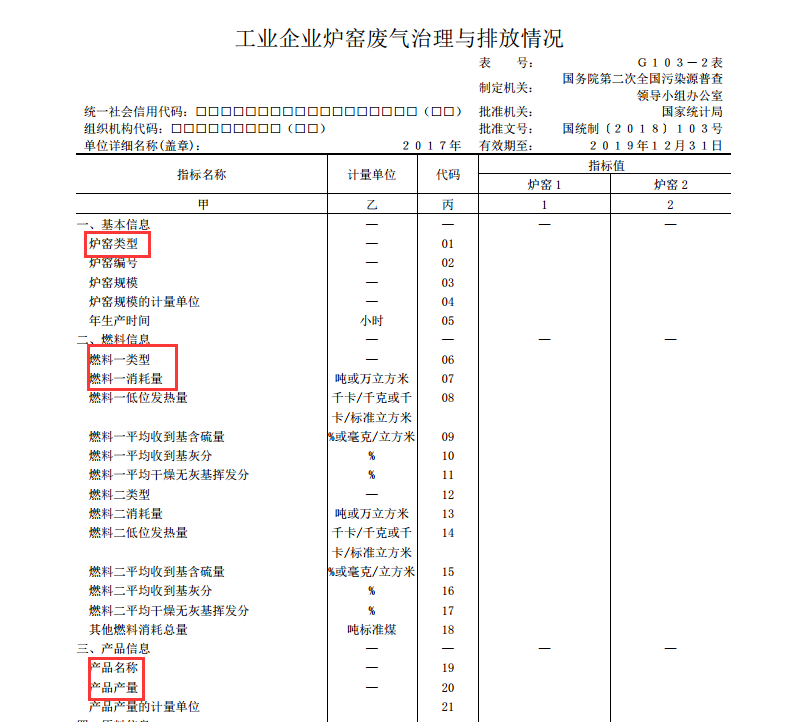 工业企业炉窑废气治理与排放情况
表　　号： Ｇ１０３－２表
制定机关： 国务院第二次全国污染源普查
领导小组办公室
统一社会信用代码：□□□□□□□□□□□□□□□□□□（□□） 批准机关： 国家统计局
组织机构代码：□□□□□□□□□（□□） 批准文号： 国统制〔２０１８〕１０３号
单位详细名称(盖章)： ２０１７年 有效期至： ２０１９年１２月３１日
指标名称 计量单位 代码 指标值
炉窑 1 炉窑 2
甲 乙 丙 1 2
一、基本信息 — — — —
炉窑类型 — 01
炉窑编号 — 02
炉窑规模 — 03
炉窑规模的计量单位 — 04
年生产时间 小时 05
二、燃料信息 — — — —
燃料一类型 — 06
燃料一消耗量 吨或万立方米 07
燃料一低位发热量 千卡/千克或千 08
卡/标准立方米
燃料一平均收到基含硫量 %或毫克/立方米 09
燃料一平均收到基灰分 % 10
燃料一平均干燥无灰基挥发分 % 11
燃料二类型 — 12
燃料二消耗量 吨或万立方米 13
燃料二低位发热量 千卡/千克或千 14
卡/标准立方米
燃料二平均收到基含硫量 %或毫克/立方米 15
燃料二平均收到基灰分 % 16
燃料二平均干燥无灰基挥发分 % 17
其他燃料消耗总量 吨标准煤 18
三、产品信息 — — — —
产品名称 — 19
产品产量 — 20
产品产量的计量单位 21